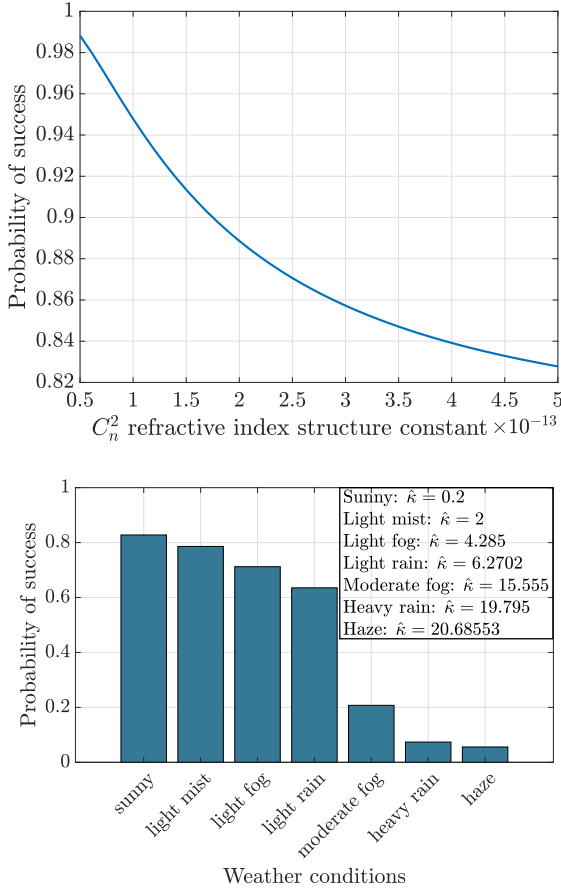 Probability of success
1
0.98
0.96
0.94
0.92
0.9
0.88
0.86
0.84
0.82
0.5 1 1.5 2 2.5 3 3.5 4 4.5 5
C_n^2 refractive index structure constant ×10^{-13}
Probability of success
1
0.8
0.6
0.4
0.2
0
Sunny: κ̂ = 0.2
Light mist: κ̂ = 2
Light fog: κ̂ = 4.285
Light rain: κ̂ = 6.2702
Moderate fog: κ̂ = 15.555
Heavy rain: κ̂ = 19.795
Haze: κ̂ = 20.68553
sunny
light mist
light fog
light rain
moderate fog
heavy rain
haze
Weather conditions